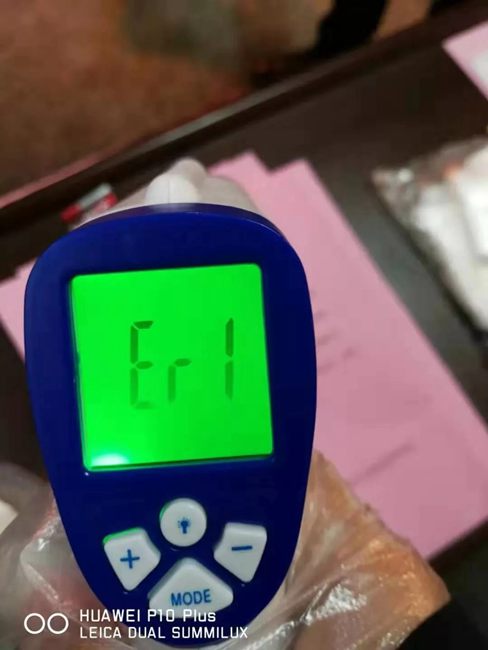 Er1
+
-
MODE
HUAWEI P10 Plus
LEICA DUAL SUMMILUX